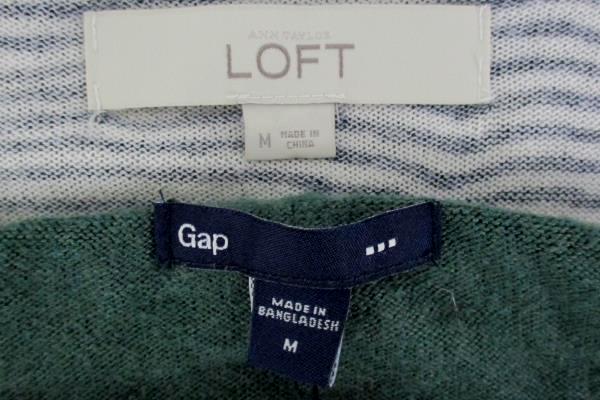 ANN TAYLOR
LOFT
M MADE IN
CHINA
Gap
MADE IN
BANGLADESH
M